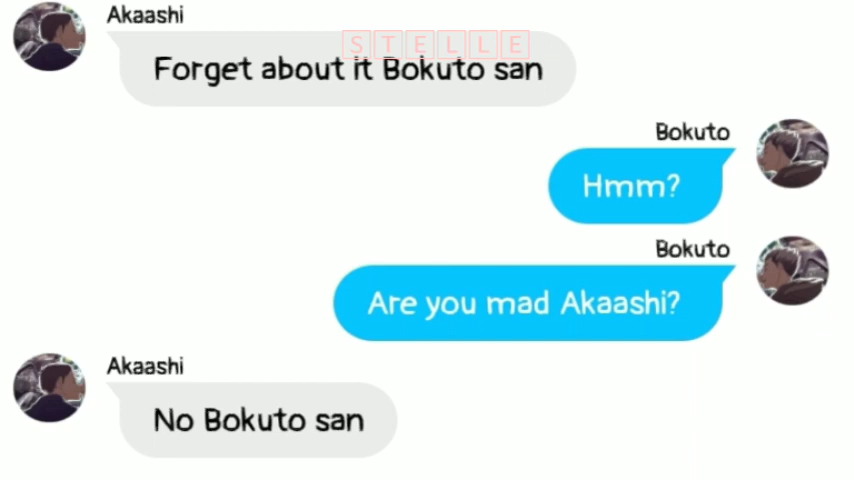 Akaashi
STELLE
Forget about it Bokuto san
Bokuto
Hmm?
Bokuto
Are you mad Akaashi?
Akaashi
No Bokuto san